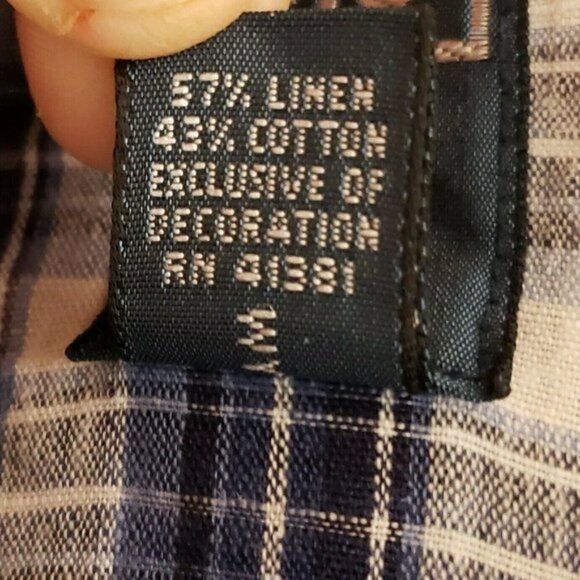 57% LINEN
43% COTTON
EXCLUSIVE OF
DECORATION
RN 41381